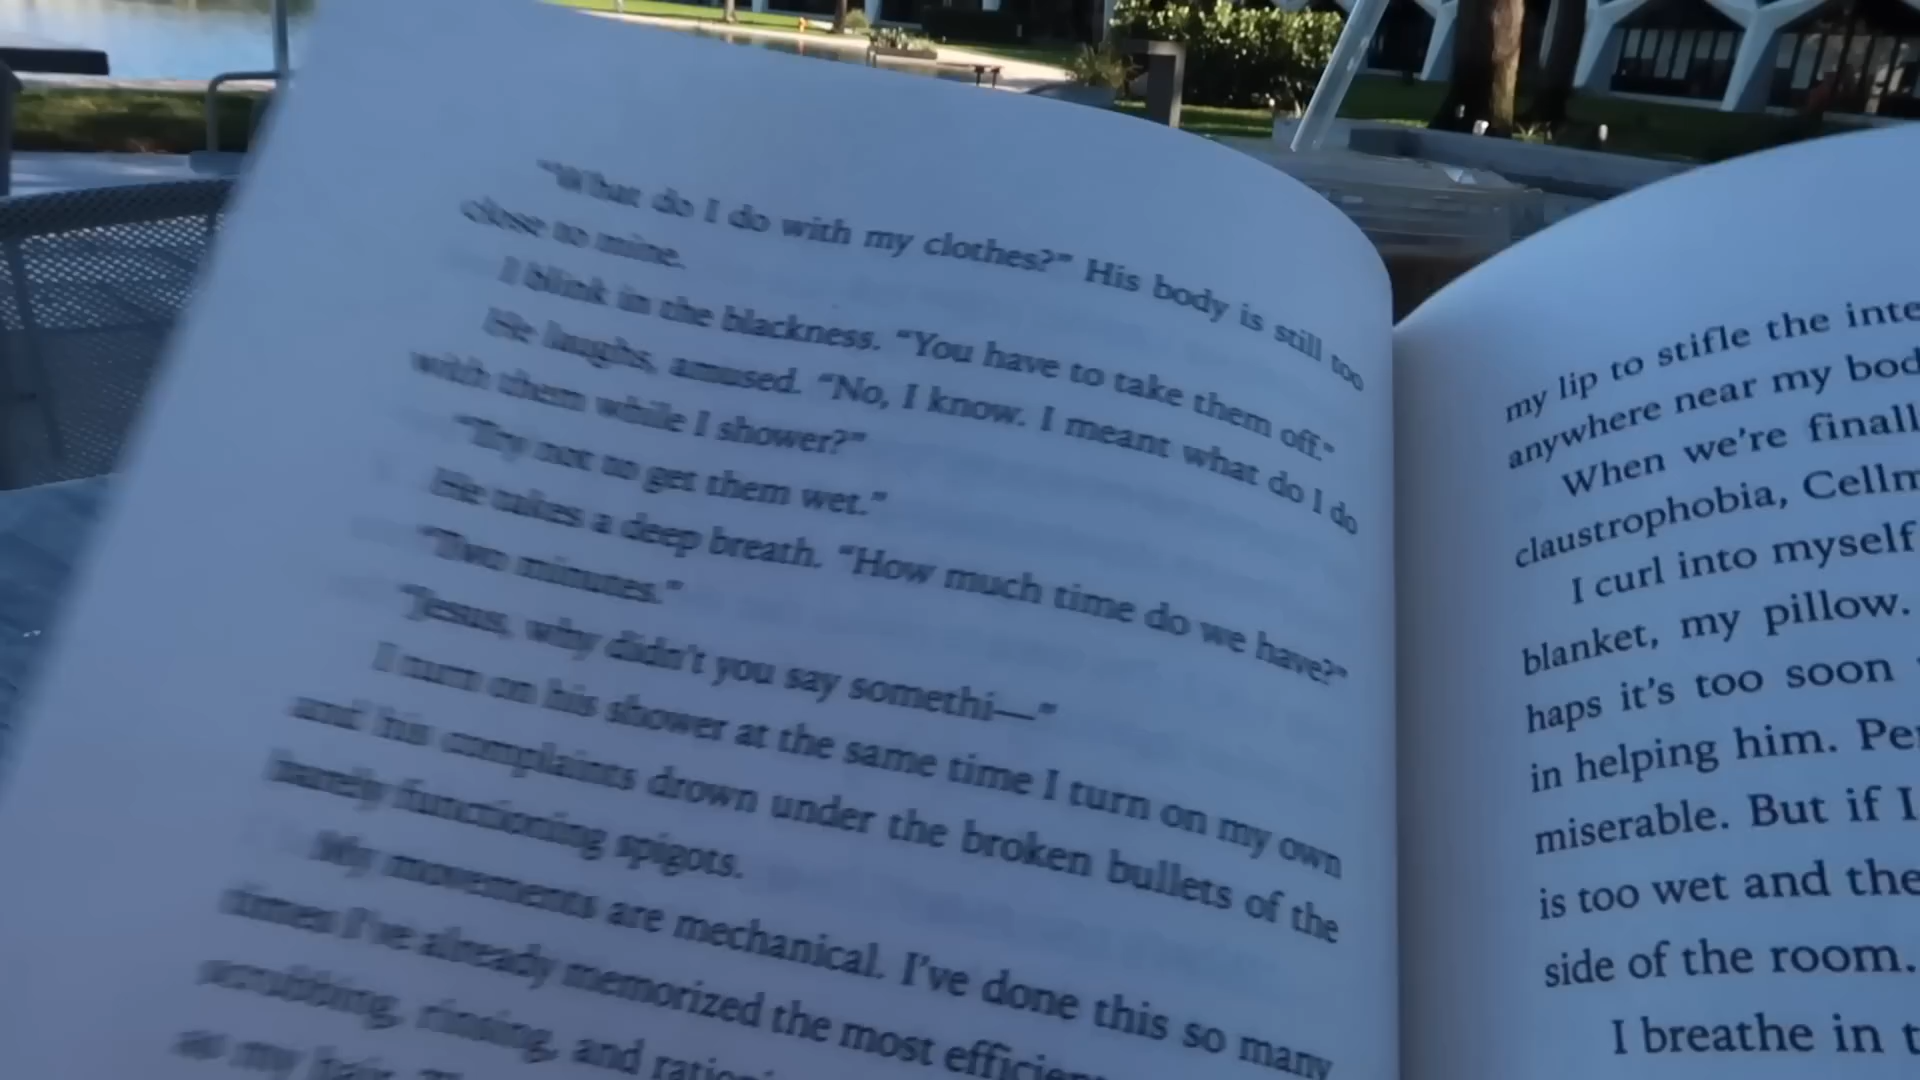 "What do I do with my clothes?" His body is still too
close to mine.
I blink in the blackness. "You have to take them off."
He laughs, amused. "No, I know. I meant what do I do
with them while I shower?"
"Try not to get them wet."
He takes a deep breath. "How much time do we have?"
"Two minutes."
"Jesus, why didn't you say somethi—"
I turn on his shower at the same time I turn on my own
and his complaints drown under the broken bullets of the
barely functioning spigots.
My movements are mechanical. I've done this so many
times I've already memorized the most
scrubbing, rinsing, and
as my hair.
my lip to stifle the
anywhere near my
When we're
claustrophobia,
I curl into myself
blanket, my pillow.
haps it's too soon
in helping him.
miserable. But if I
is too wet and
side of the room.
I breathe in